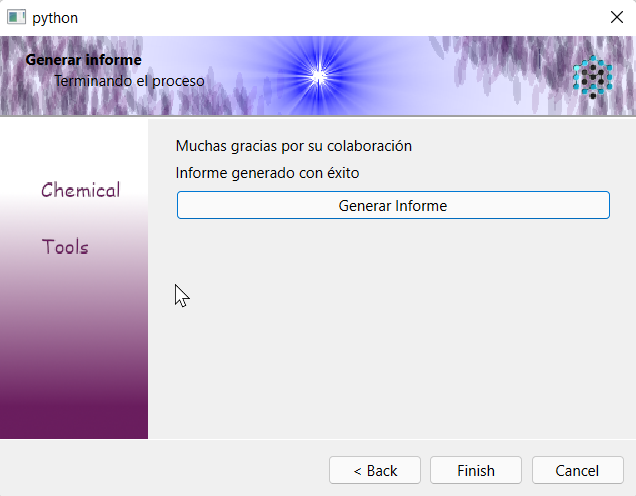 python
Generar informe
Terminando el proceso
Chemical
Tools
Muchas gracias por su colaboración
Informe generado con éxito
Generar Informe
< Back
Finish
Cancel